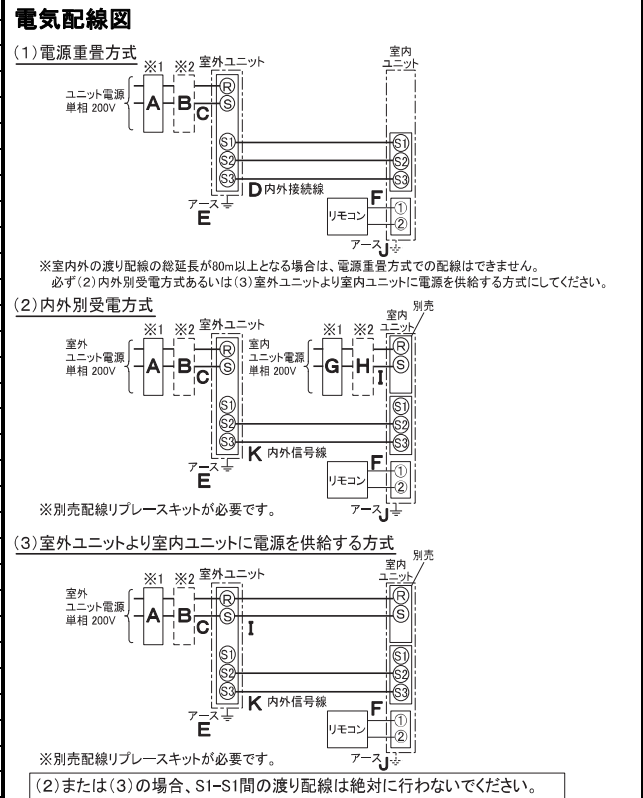 電気配線図
(1)電源重畳方式
※1 ※2 室外ユニット
室内
ユニット
ユニット電源
単相 200V
A B C
R
S
S1 S1
S2 S2
S3 S3
D 内外接続線
アース
E
F
リモコン
①
②
アース J
※室内外の渡り配線の総延長が80m以上となる場合は、電源重畳方式での配線はできません。
必ず(2)内外別受電方式あるいは(3)室外ユニットより室内ユニットに電源を供給する方式にしてください。
(2)内外別受電方式
※1 ※2 室外ユニット
※1 ※2 室内
ユニット
別売
室外
ユニット電源
単相 200V
A B C
R
S
室内
ユニット電源
単相 200V
G H I
R
S
S1 S1
S2 S2
S3 S3
K 内外信号線
アース
E
F
リモコン
①
②
アース J
※別売配線リプレースキットが必要です。
(3)室外ユニットより室内ユニットに電源を供給する方式
※1 ※2 室外ユニット
室内
ユニット
別売
室外
ユニット電源
単相 200V
A B C
R R
S I S
S1 S1
S2 S2
S3 S3
K 内外信号線
アース
E
F
リモコン
①
②
アース J
※別売配線リプレースキットが必要です。
(2)または(3)の場合、S1-S1間の渡り配線は絶対に行わないでください。